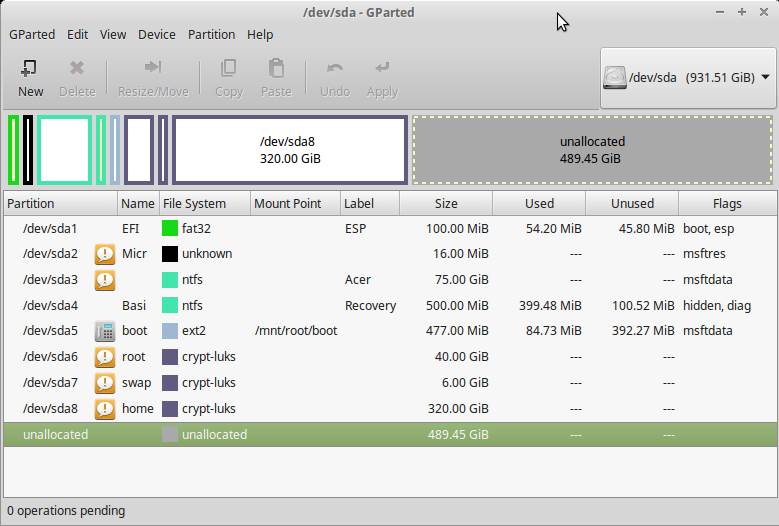 /dev/sda - GParted
GParted Edit View Device Partition Help
New Delete Resize/Move Copy Paste Undo Apply /dev/sda (931.51 GiB)
/dev/sda8
320.00 GiB
unallocated
489.45 GiB
Partition Name File System Mount Point Label Size Used Unused Flags
/dev/sda1 EFI fat32 ESP 100.00 MiB 54.20 MiB 45.80 MiB boot, esp
/dev/sda2 Micr unknown 16.00 MiB --- --- msftres
/dev/sda3 ntfs Acer 75.00 GiB --- --- msftdata
/dev/sda4 Basi ntfs Recovery 500.00 MiB 399.48 MiB 100.52 MiB hidden, diag
/dev/sda5 boot ext2 /mnt/root/boot 477.00 MiB 84.73 MiB 392.27 MiB msftdata
/dev/sda6 root crypt-luks 40.00 GiB --- ---
/dev/sda7 swap crypt-luks 6.00 GiB --- ---
/dev/sda8 home crypt-luks 320.00 GiB --- ---
unallocated unallocated 489.45 GiB --- ---
0 operations pending